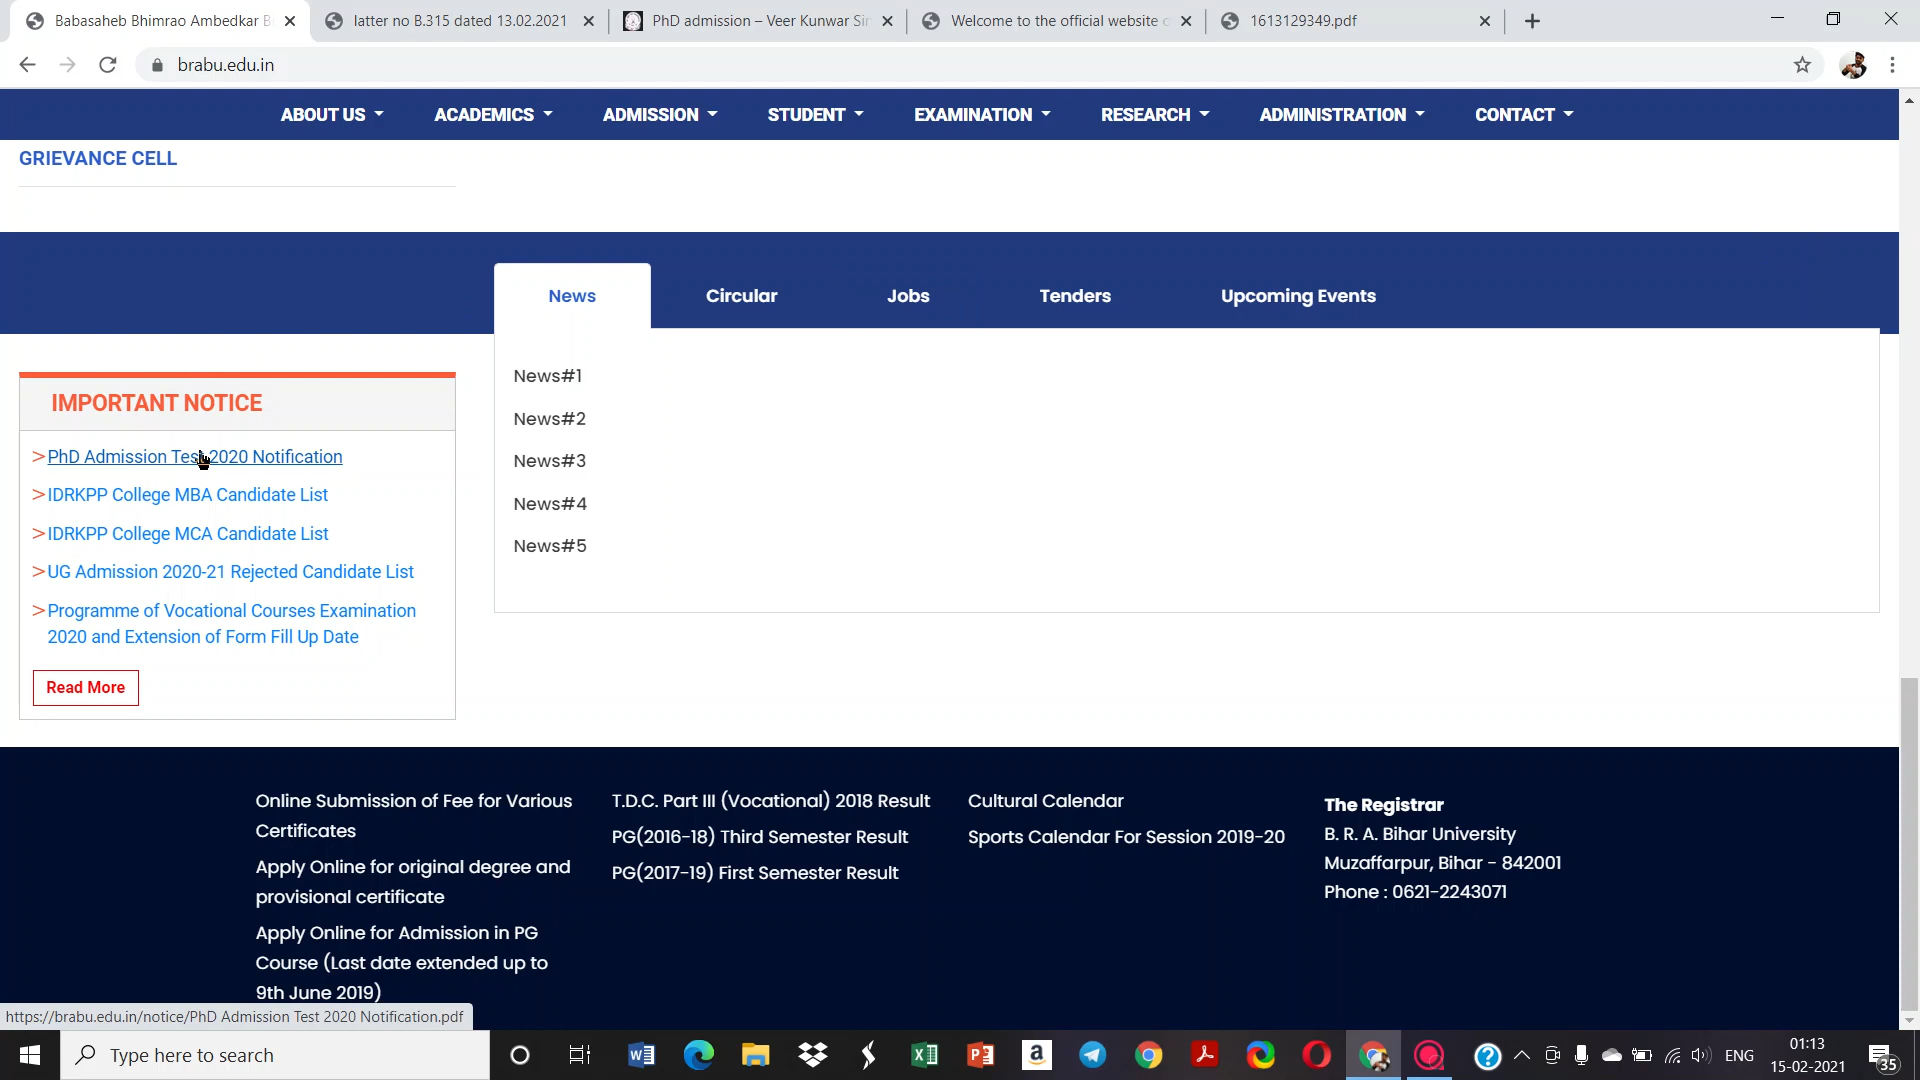 Babasaheb Bhimrao Ambedkar B
latter no B.315 dated 13.02.2021
PhD admission – Veer Kunwar Sin
Welcome to the official website o
1613129349.pdf
brabu.edu.in
ABOUT US
ACADEMICS
ADMISSION
STUDENT
EXAMINATION
RESEARCH
ADMINISTRATION
CONTACT
GRIEVANCE CELL
News
Circular
Jobs
Tenders
Upcoming Events
IMPORTANT NOTICE
>PhD Admission Test 2020 Notification
>IDRKPP College MBA Candidate List
>IDRKPP College MCA Candidate List
>UG Admission 2020-21 Rejected Candidate List
>Programme of Vocational Courses Examination
2020 and Extension of Form Fill Up Date
Read More
News#1
News#2
News#3
News#4
News#5
Online Submission of Fee for Various
Certificates
Apply Online for original degree and
provisional certificate
Apply Online for Admission in PG
Course (Last date extended up to
9th June 2019)
T.D.C. Part III (Vocational) 2018 Result
PG(2016-18) Third Semester Result
PG(2017-19) First Semester Result
Cultural Calendar
Sports Calendar For Session 2019-20
The Registrar
B. R. A. Bihar University
Muzaffarpur, Bihar - 842001
Phone : 0621-2243071
https://brabu.edu.in/notice/PhD Admission Test 2020 Notification.pdf
Type here to search
ENG
01:13
15-02-2021
35